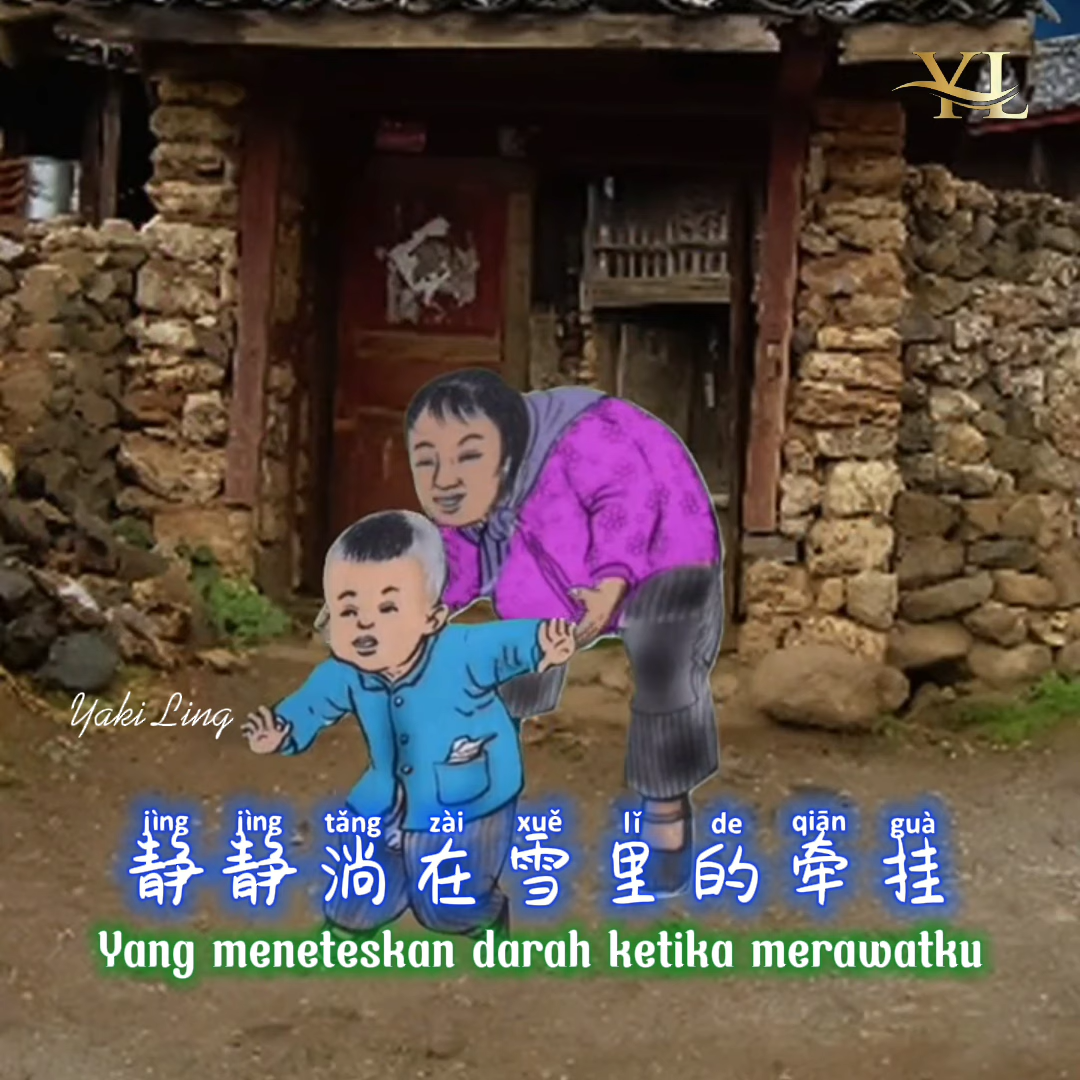 YL
Yaki Ling
jìng jìng tǎng zài xuě lǐ de qiān guà
静静淌在雪里的牵挂
Yang meneteskan darah ketika merawatku